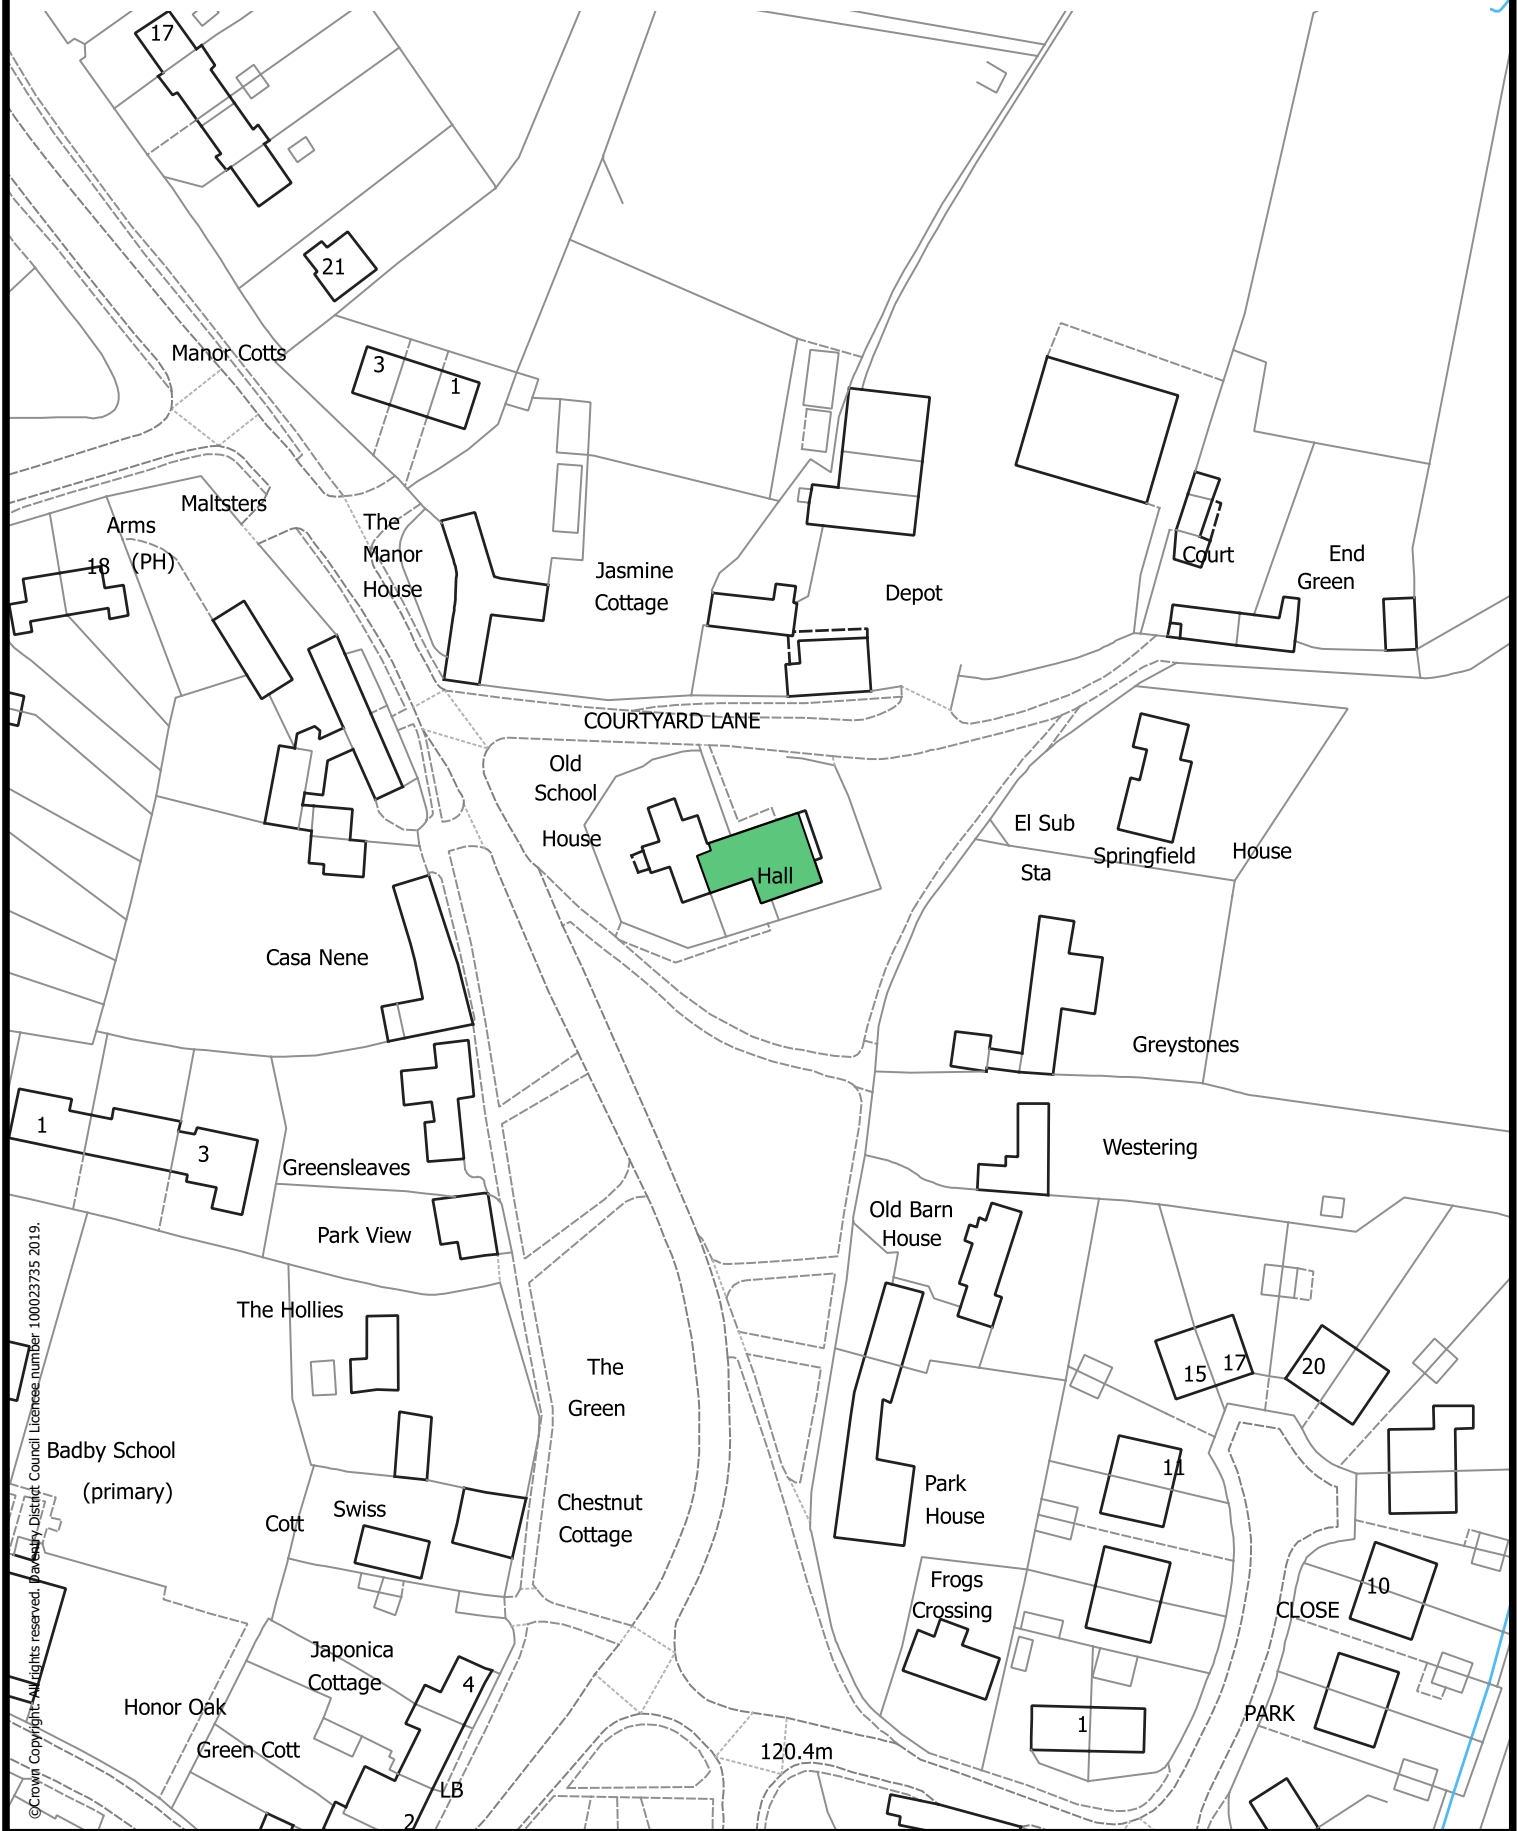 17
21
Manor Cotts
3
1
Maltsters
Arms
(PH)
18
The
Manor
House
Jasmine
Cottage
Depot
Court
End
Green
COURTYARD LANE
Old
School
House
Hall
El Sub
Sta
Springfield
House
Casa Nene
Greystones
1
3
Greensleaves
Westering
Park View
Old Barn
House
The Hollies
The
Green
15
17
20
Badby School
(primary)
11
Park
House
Swiss
Cott
Chestnut
Cottage
Frogs
Crossing
10
CLOSE
Japonica
Cottage
4
Honor Oak
Green Cott
PARK
1
120.4m
LB
2
©Crown Copyright. All rights reserved. Daventry District Council Licencee number 100023735 2019.